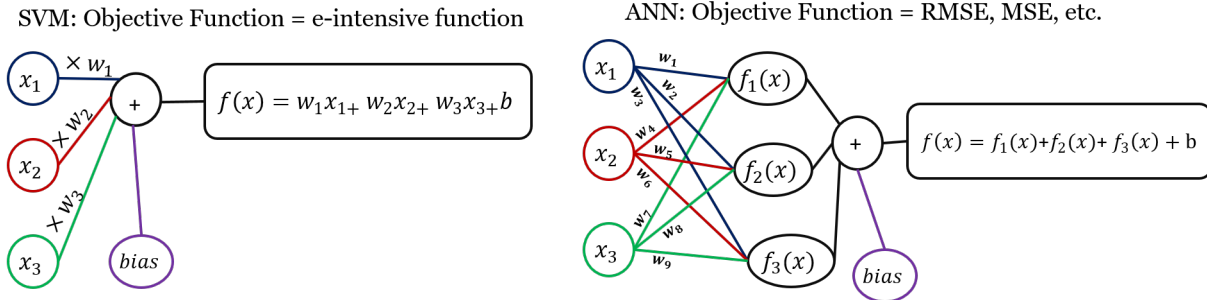 SVM: Objective Function = e-intensive function
x₁
× w₁
x₂
× w₂
x₃
× w₃
+
bias
f(x) = w₁x₁₊ w₂x₂₊ w₃x₃₊b
ANN: Objective Function = RMSE, MSE, etc.
x₁
w₁
w₂
w₃
x₂
w₄
w₅
w₆
x₃
w₇
w₈
w₉
f₁(x)
f₂(x)
f₃(x)
+
bias
f(x) = f₁(x)+f₂(x)+ f₃(x) + b